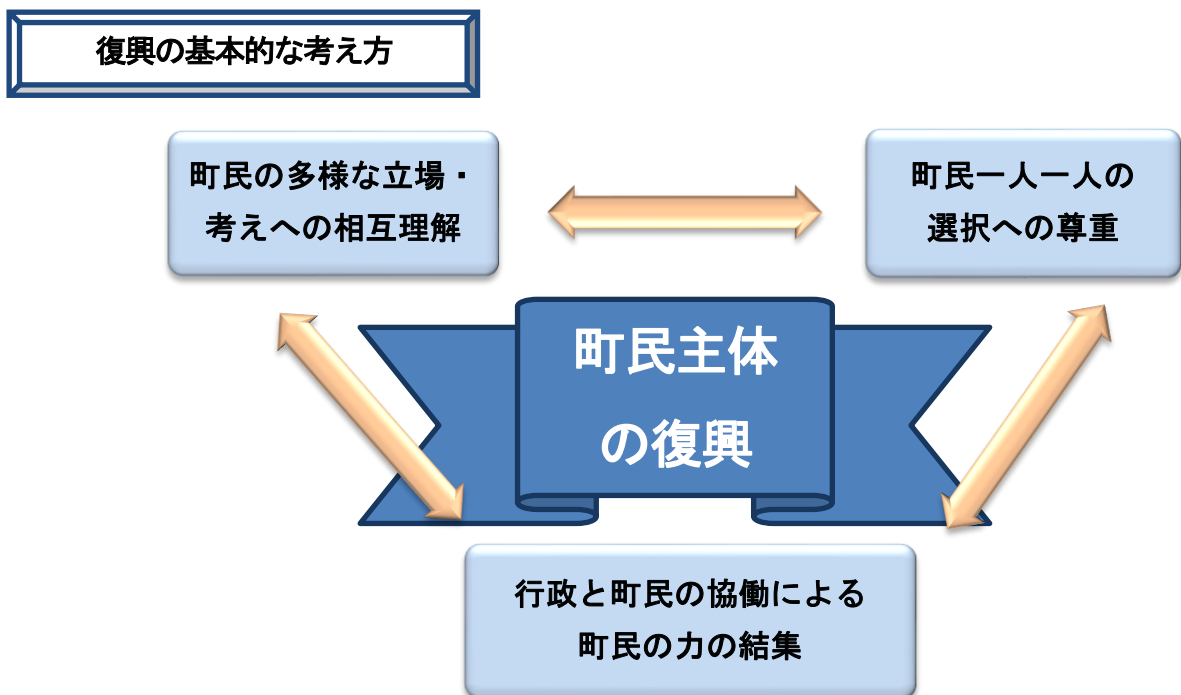 復興の基本的な考え方
町民の多様な立場・
考えへの相互理解
町民一人一人の
選択への尊重
町民主体
の復興
行政と町民の協働による
町民の力の結集